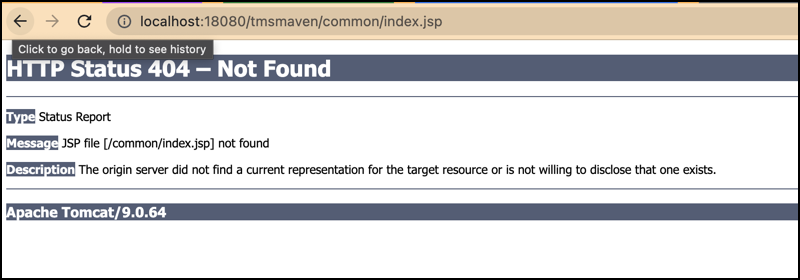 localhost:18080/tmsmaven/common/index.jsp
Click to go back, hold to see history
HTTP Status 404 – Not Found
Type Status Report
Message JSP file [/common/index.jsp] not found
Description The origin server did not find a current representation for the target resource or is not willing to disclose that one exists.
Apache Tomcat/9.0.64